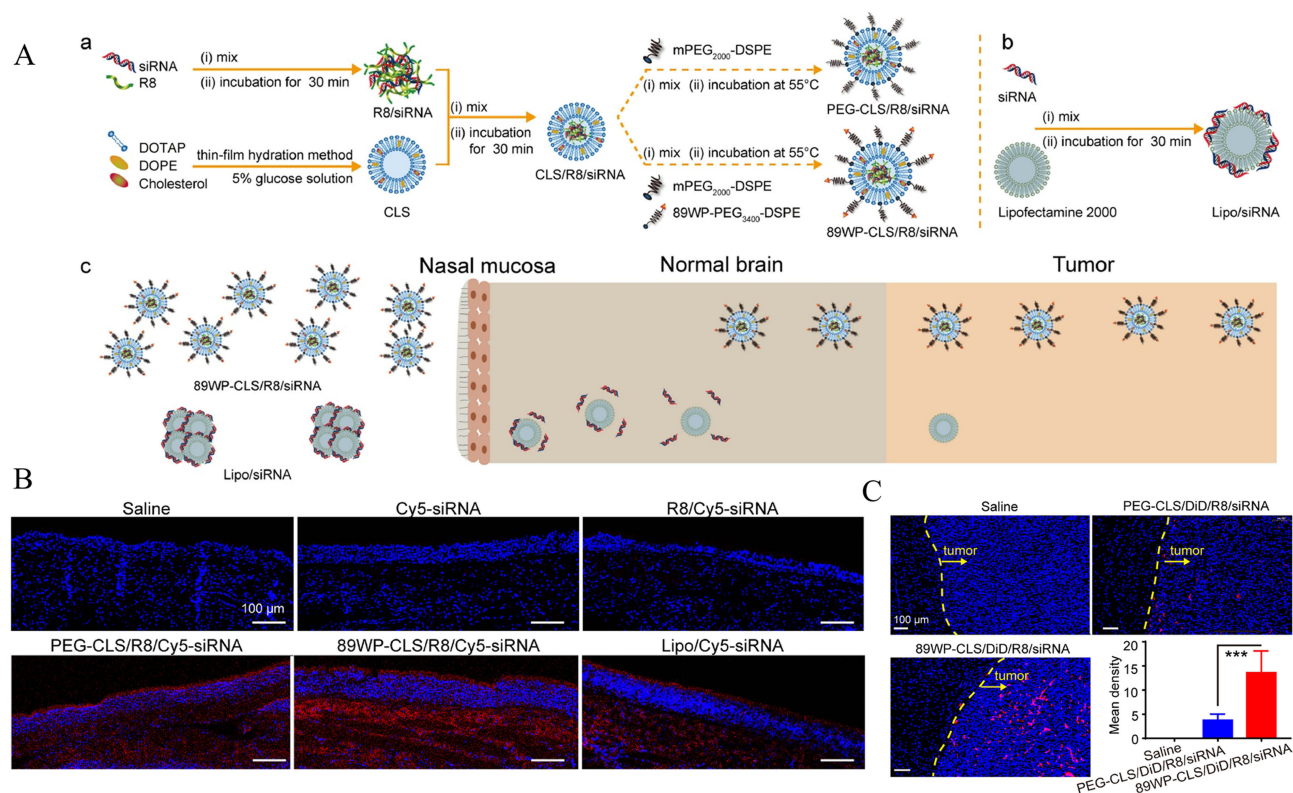 A
a
siRNA
R8
(i) mix
(ii) incubation for 30 min
R8/siRNA
DOTAP
DOPE
Cholesterol
thin-film hydration method
5% glucose solution
CLS
(i) mix
(ii) incubation
for 30 min
CLS/R8/siRNA
mPEG2000-DSPE
(i) mix (ii) incubation at 55°C
PEG-CLS/R8/siRNA
(i) mix (ii) incubation at 55°C
mPEG2000-DSPE
89WP-PEG3400-DSPE
89WP-CLS/R8/siRNA
b
siRNA
(i) mix
(ii) incubation for 30 min
Lipofectamine 2000
Lipo/siRNA
c
Nasal mucosa
Normal brain
Tumor
89WP-CLS/R8/siRNA
Lipo/siRNA
B
Saline
Cy5-siRNA
R8/Cy5-siRNA
100 μm
PEG-CLS/R8/Cy5-siRNA
89WP-CLS/R8/Cy5-siRNA
Lipo/Cy5-siRNA
C
Saline
PEG-CLS/DiD/R8/siRNA
tumor
tumor
100 μm
89WP-CLS/DiD/R8/siRNA
tumor
Mean density
20
15
10
5
0
***
Saline
PEG-CLS/DiD/R8/siRNA
89WP-CLS/DiD/R8/siRNA